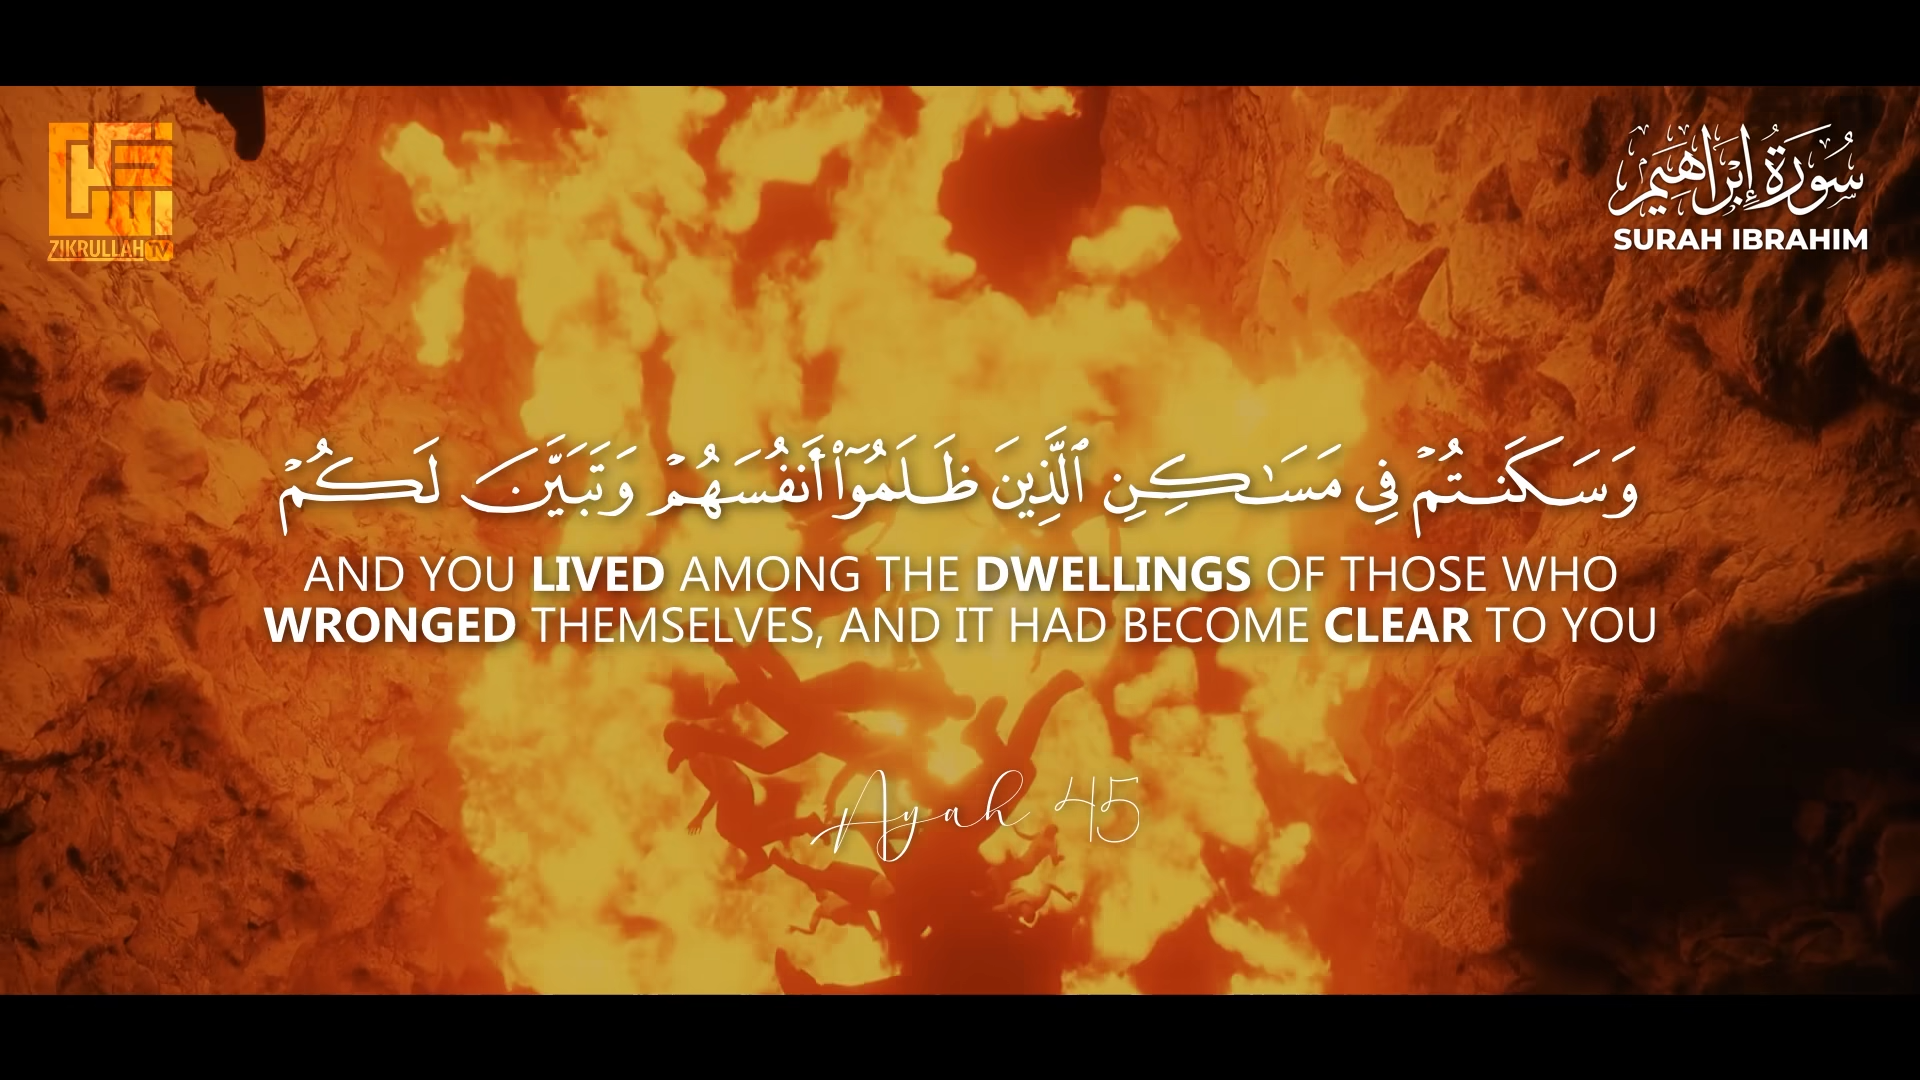 ZIKRULLAH TV
سُورَةُ إِبْرَاهِيم
SURAH IBRAHIM
وَسَكَنتُمْ فِي مَسَـٰكِنِ ٱلَّذِينَ ظَلَمُوٓا۟ أَنفُسَهُمْ وَتَبَيَّنَ لَكُمْ
AND YOU LIVED AMONG THE DWELLINGS OF THOSE WHO
WRONGED THEMSELVES, AND IT HAD BECOME CLEAR TO YOU
Ayah 45